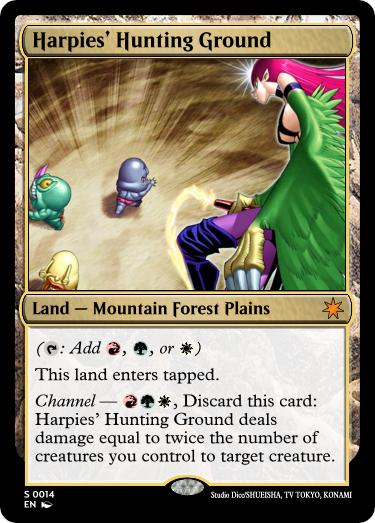 Harpies' Hunting Ground
Land — Mountain Forest Plains
(: Add , , or )
This land enters tapped.
Channel — , Discard this card:
Harpies' Hunting Ground deals
damage equal to twice the number of
creatures you control to target creature.
S 0014
EN
Studio Dice/SHUEISHA, TV TOKYO, KONAMI